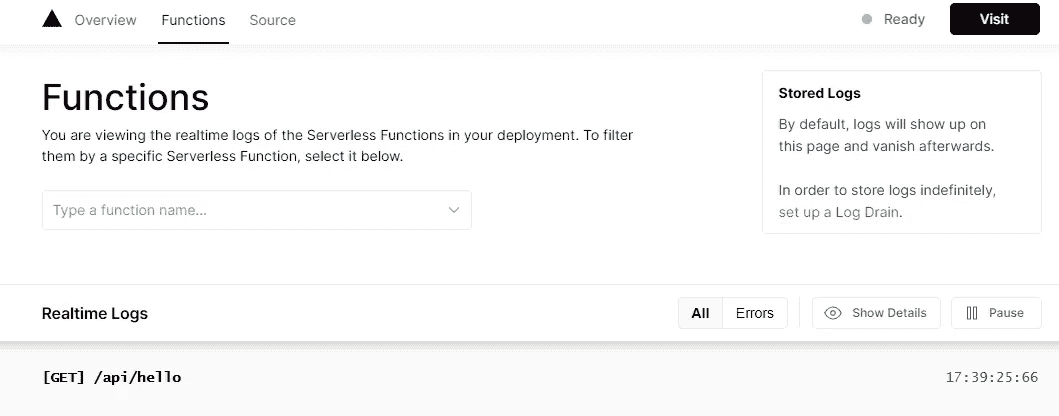 Overview Functions Source Ready Visit
Functions
You are viewing the realtime logs of the Serverless Functions in your deployment. To filter
them by a specific Serverless Function, select it below.
Type a function name...
Stored Logs
By default, logs will show up on
this page and vanish afterwards.
In order to store logs indefinitely,
set up a Log Drain.
Realtime Logs All Errors Show Details Pause
[GET] /api/hello 17:39:25:66